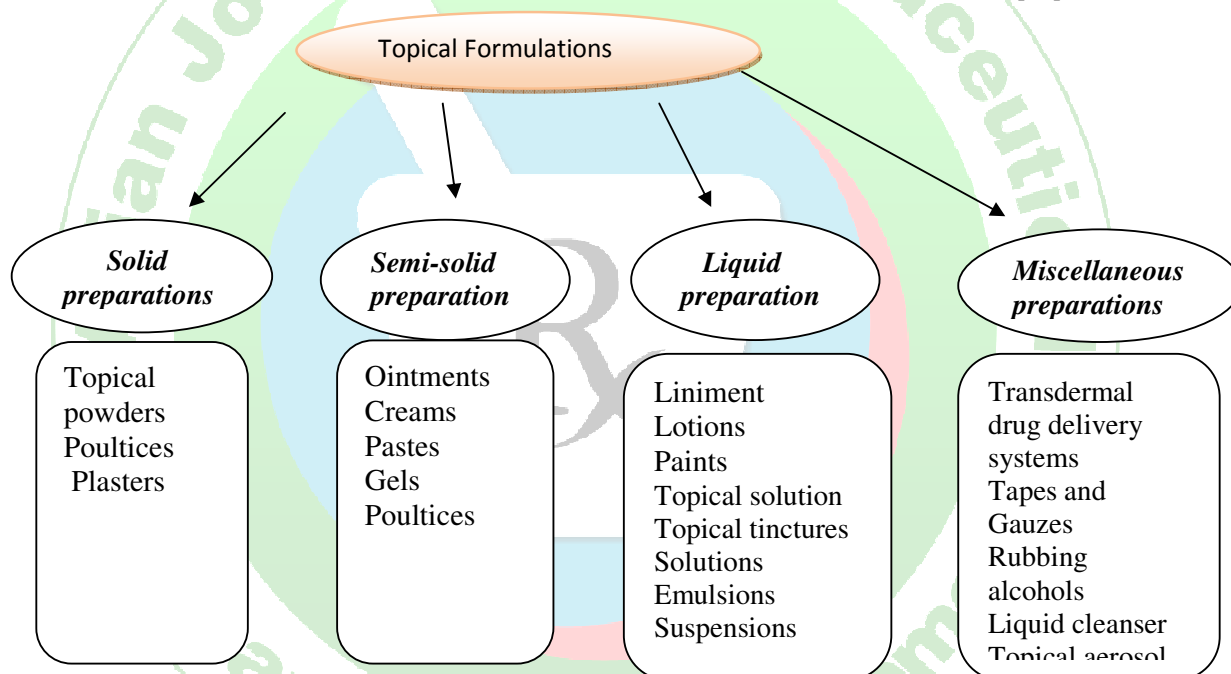 Topical Formulations
Solid
preparations
Semi-solid
preparation
Liquid
preparation
Miscellaneous
preparations
Topical
powders
Poultices
Plasters
Ointments
Creams
Pastes
Gels
Poultices
Liniment
Lotions
Paints
Topical solution
Topical tinctures
Solutions
Emulsions
Suspensions
Transdermal
drug delivery
systems
Tapes and
Gauzes
Rubbing
alcohols
Liquid cleanser
Topical aerosol